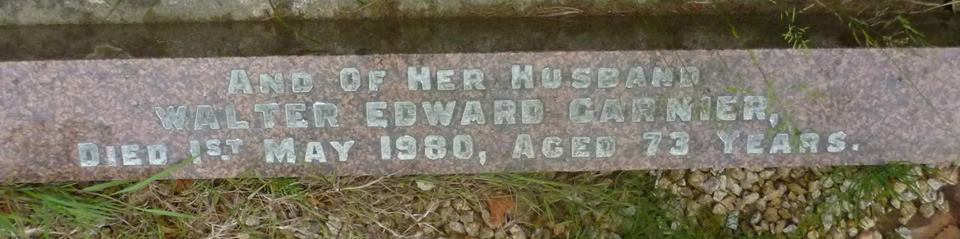 AND OF HER HUSBAND
WALTER EDWARD GARNIER,
DIED 1ST MAY 1980, AGED 73 YEARS.